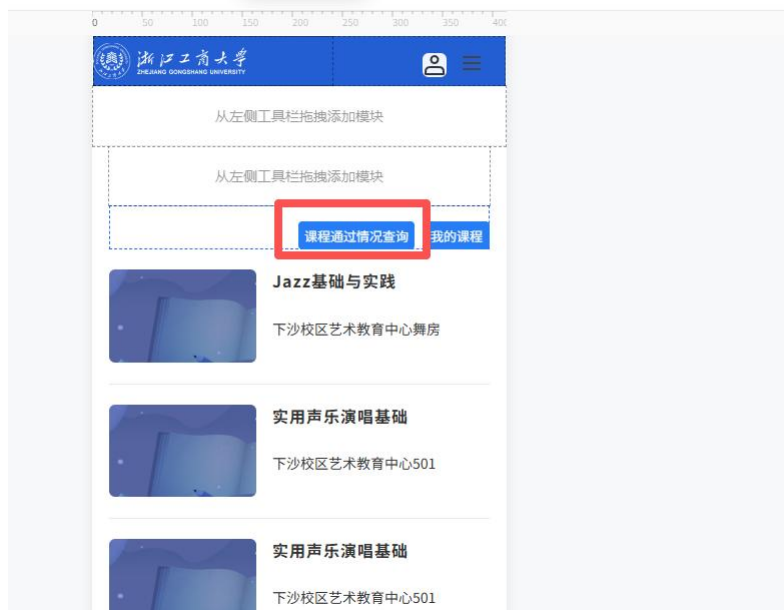 0 50 100 150 200 250 300 350 400
浙江工商大学
ZHEJIANG GONGSHANG UNIVERSITY
从左侧工具栏拖拽添加模块
从左侧工具栏拖拽添加模块
课程通过情况查询 我的课程
Jazz基础与实践
下沙校区艺术教育中心舞房
实用声乐演唱基础
下沙校区艺术教育中心501
实用声乐演唱基础
下沙校区艺术教育中心501